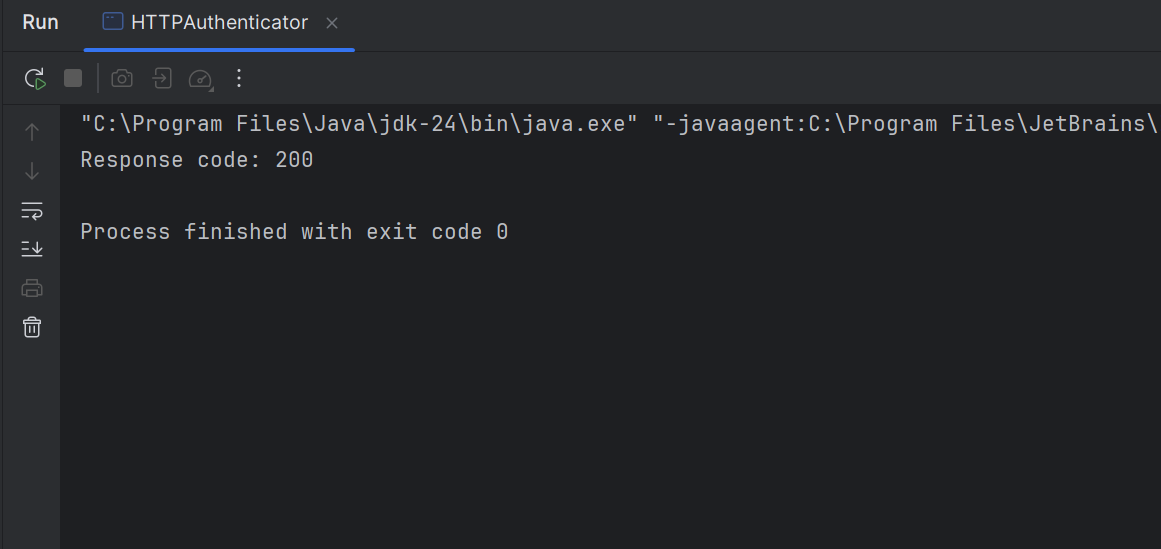 Run HTTPAuthenticator
"C:\Program Files\Java\jdk-24\bin\java.exe" "-javaagent:C:\Program Files\JetBrains\
Response code: 200
Process finished with exit code 0